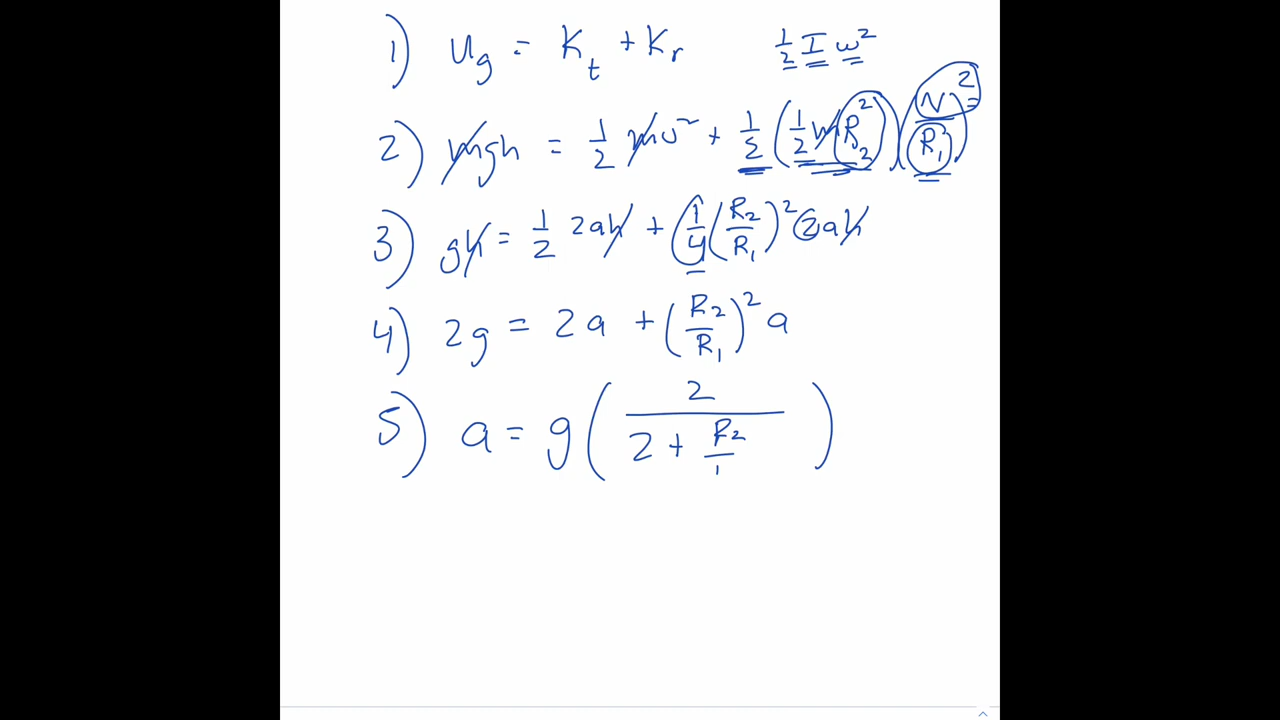 1) Ug = Kt + Kr   1/2 I ω²
2) mgh = 1/2 mv² + 1/2 (1/2 m R₂²) (v/R₁)²
3) gh = 1/2 2ah + 1/4 (R₂/R₁)² 2ah
4) 2g = 2a + (R₂/R₁)² a
5) a = g ( 2 / 2 + R₂/ı )